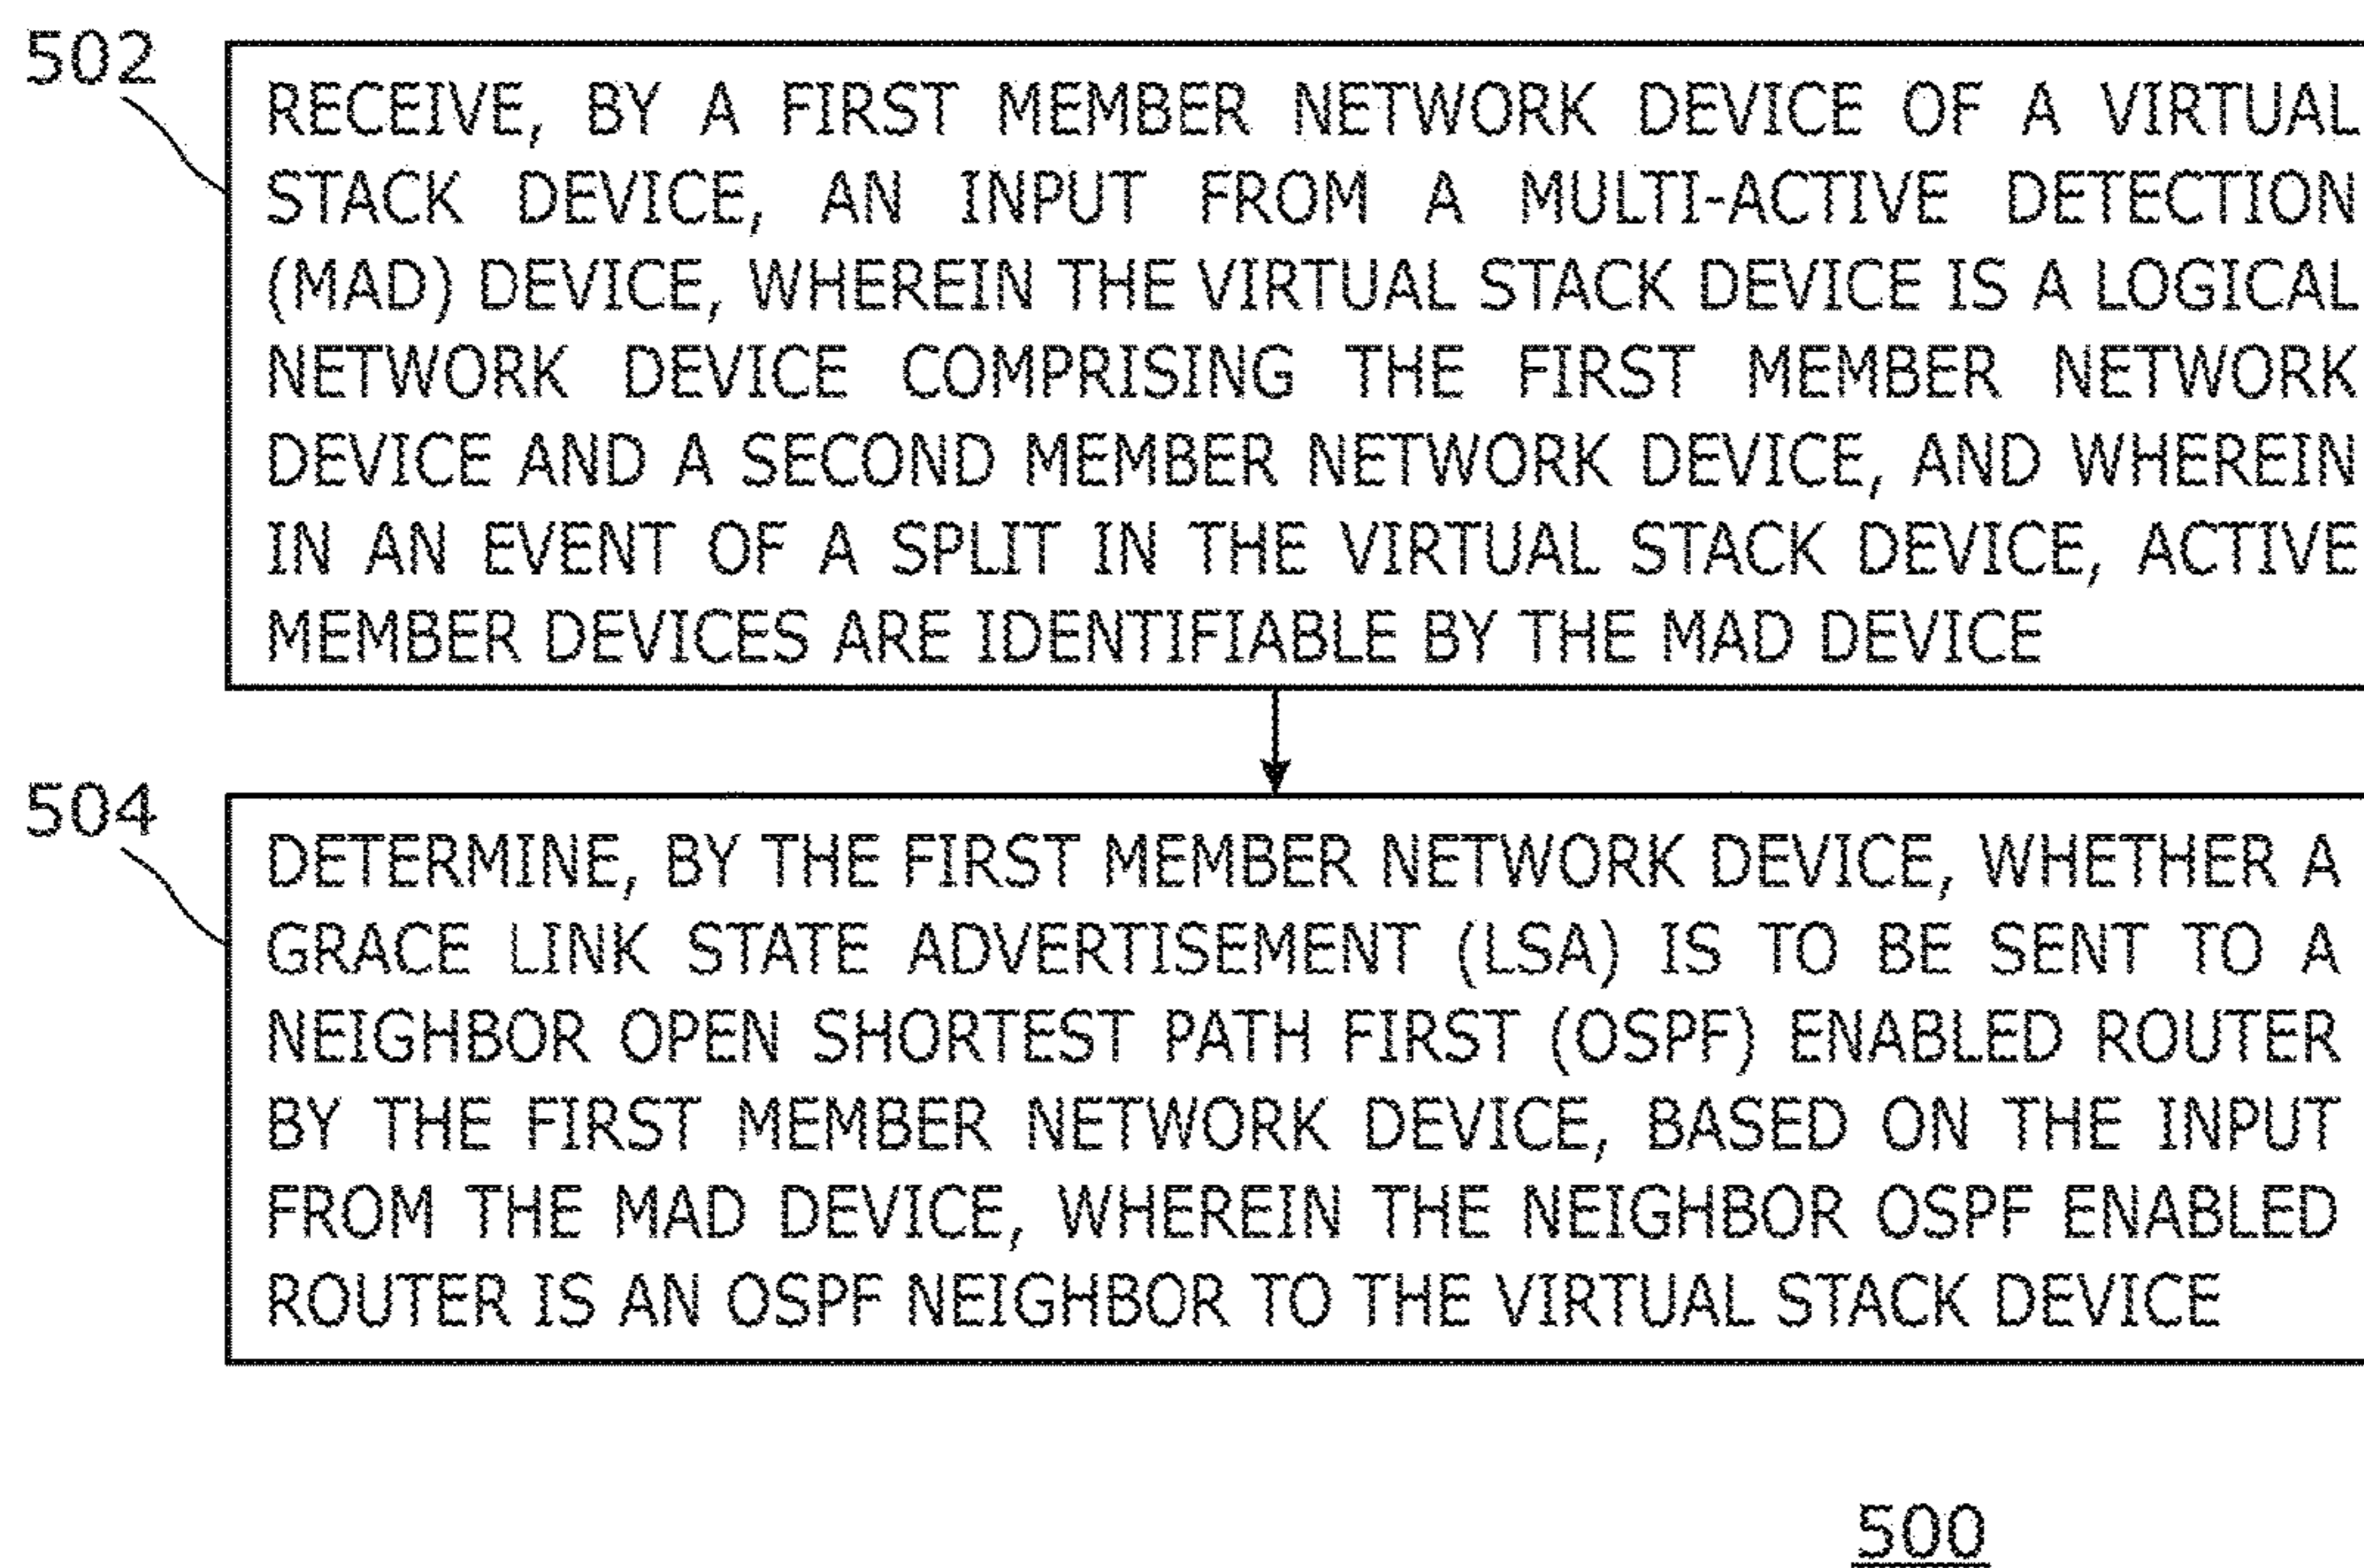 502
RECEIVE, BY A FIRST MEMBER NETWORK DEVICE OF A VIRTUAL
STACK DEVICE, AN INPUT FROM A MULTI-ACTIVE DETECTION
(MAD) DEVICE, WHEREIN THE VIRTUAL STACK DEVICE IS A LOGICAL
NETWORK DEVICE COMPRISING THE FIRST MEMBER NETWORK
DEVICE AND A SECOND MEMBER NETWORK DEVICE, AND WHEREIN
IN AN EVENT OF A SPLIT IN THE VIRTUAL STACK DEVICE, ACTIVE
MEMBER DEVICES ARE IDENTIFIABLE BY THE MAD DEVICE
504
DETERMINE, BY THE FIRST MEMBER NETWORK DEVICE, WHETHER A
GRACE LINK STATE ADVERTISEMENT (LSA) IS TO BE SENT TO A
NEIGHBOR OPEN SHORTEST PATH FIRST (OSPF) ENABLED ROUTER
BY THE FIRST MEMBER NETWORK DEVICE, BASED ON THE INPUT
FROM THE MAD DEVICE, WHEREIN THE NEIGHBOR OSPF ENABLED
ROUTER IS AN OSPF NEIGHBOR TO THE VIRTUAL STACK DEVICE
500